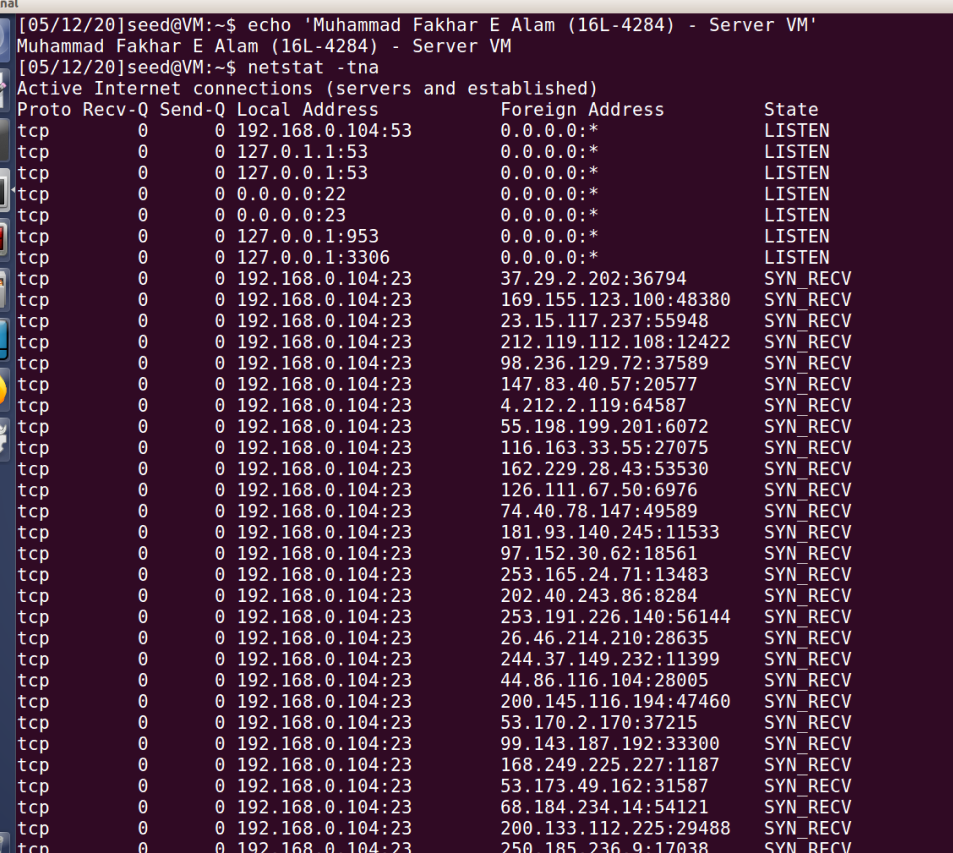 nal
[05/12/20]seed@VM:~$ echo 'Muhammad Fakhar E Alam (16L-4284) - Server VM'
Muhammad Fakhar E Alam (16L-4284) - Server VM
[05/12/20]seed@VM:~$ netstat -tna
Active Internet connections (servers and established)
Proto Recv-Q Send-Q Local Address           Foreign Address         State
tcp        0      0 192.168.0.104:53        0.0.0.0:*               LISTEN
tcp        0      0 127.0.1.1:53            0.0.0.0:*               LISTEN
tcp        0      0 127.0.0.1:53            0.0.0.0:*               LISTEN
tcp        0      0 0.0.0.0:22              0.0.0.0:*               LISTEN
tcp        0      0 0.0.0.0:23              0.0.0.0:*               LISTEN
tcp        0      0 127.0.0.1:953           0.0.0.0:*               LISTEN
tcp        0      0 127.0.0.1:3306          0.0.0.0:*               LISTEN
tcp        0      0 192.168.0.104:23        37.29.2.202:36794       SYN_RECV
tcp        0      0 192.168.0.104:23        169.155.123.100:48380   SYN_RECV
tcp        0      0 192.168.0.104:23        23.15.117.237:55948     SYN_RECV
tcp        0      0 192.168.0.104:23        212.119.112.108:12422   SYN_RECV
tcp        0      0 192.168.0.104:23        98.236.129.72:37589     SYN_RECV
tcp        0      0 192.168.0.104:23        147.83.40.57:20577      SYN_RECV
tcp        0      0 192.168.0.104:23        4.212.2.119:64587       SYN_RECV
tcp        0      0 192.168.0.104:23        55.198.199.201:6072     SYN_RECV
tcp        0      0 192.168.0.104:23        116.163.33.55:27075     SYN_RECV
tcp        0      0 192.168.0.104:23        162.229.28.43:53530     SYN_RECV
tcp        0      0 192.168.0.104:23        126.111.67.50:6976      SYN_RECV
tcp        0      0 192.168.0.104:23        74.40.78.147:49589      SYN_RECV
tcp        0      0 192.168.0.104:23        181.93.140.245:11533    SYN_RECV
tcp        0      0 192.168.0.104:23        97.152.30.62:18561      SYN_RECV
tcp        0      0 192.168.0.104:23        253.165.24.71:13483     SYN_RECV
tcp        0      0 192.168.0.104:23        202.40.243.86:8284      SYN_RECV
tcp        0      0 192.168.0.104:23        253.191.226.140:56144   SYN_RECV
tcp        0      0 192.168.0.104:23        26.46.214.210:28635     SYN_RECV
tcp        0      0 192.168.0.104:23        244.37.149.232:11399    SYN_RECV
tcp        0      0 192.168.0.104:23        44.86.116.104:28005     SYN_RECV
tcp        0      0 192.168.0.104:23        200.145.116.194:47460   SYN_RECV
tcp        0      0 192.168.0.104:23        53.170.2.170:37215      SYN_RECV
tcp        0      0 192.168.0.104:23        99.143.187.192:33300    SYN_RECV
tcp        0      0 192.168.0.104:23        168.249.225.227:1187    SYN_RECV
tcp        0      0 192.168.0.104:23        53.173.49.162:31587     SYN_RECV
tcp        0      0 192.168.0.104:23        68.184.234.14:54121     SYN_RECV
tcp        0      0 192.168.0.104:23        200.133.112.225:29488   SYN_RECV
tcp        0      0 192.168.0.104:23        250.185.236.9:17038     SYN_RECV